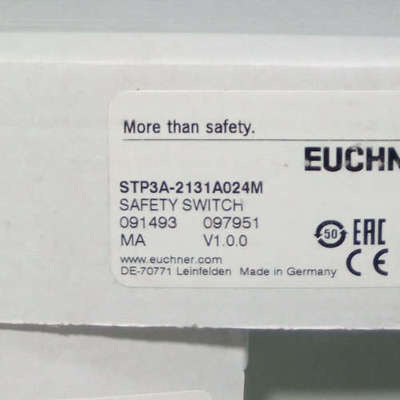 More than safety.
EUCHN
STP3A-2131A024M
SAFETY SWITCH
091493 097951
MA V1.0.0
50 EAC
www.euchner.com CE
DE-70771 Leinfelden Made in Germany